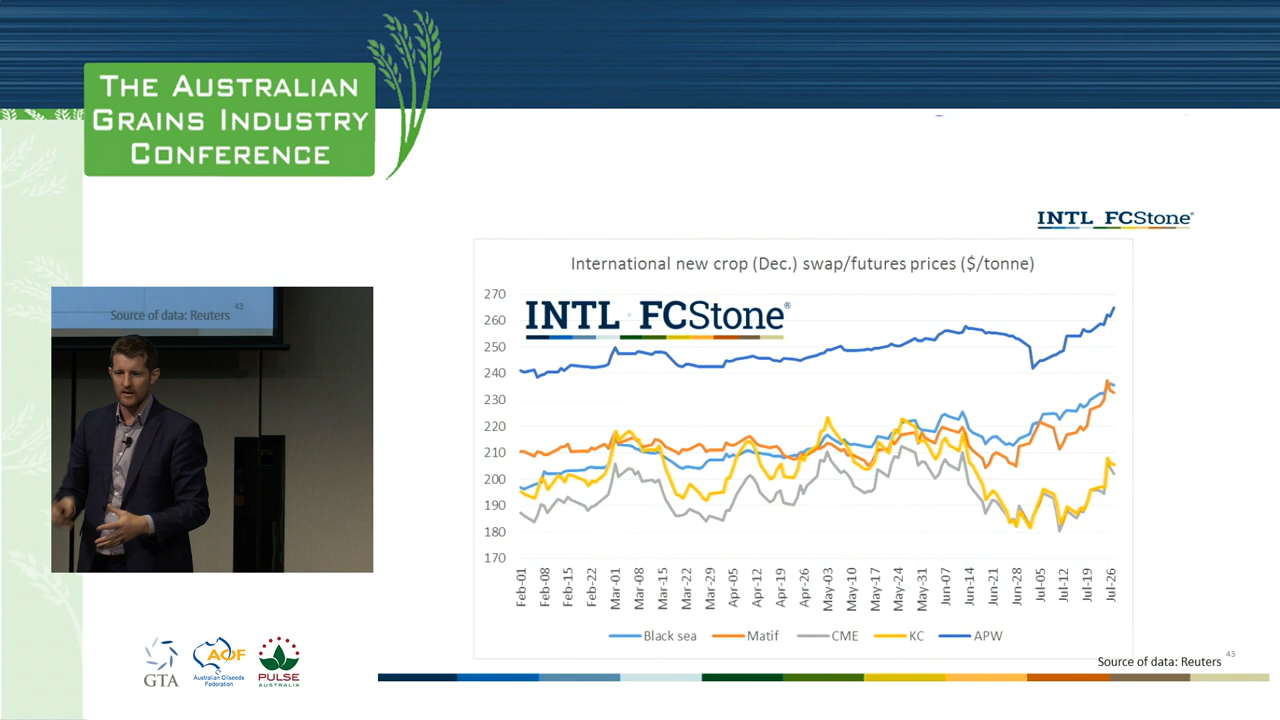 THE AUSTRALIAN
GRAINS INDUSTRY
CONFERENCE
INTL FCStone®
International new crop (Dec.) swap/futures prices ($/tonne)
INTL FCStone®
270
260
250
240
230
220
210
200
190
180
170
Feb-01 Feb-08 Feb-15 Feb-22 Mar-01 Mar-08 Mar-15 Mar-22 Mar-29 Apr-05 Apr-12 Apr-19 Apr-26 May-03 May-10 May-17 May-24 May-31 Jun-07 Jun-14 Jun-21 Jun-28 Jul-05 Jul-12 Jul-19 Jul-26
Black sea Matif CME KC APW
Source of data: Reuters 43
Source of data: Reuters 43
GTA
AOF
Australian Oilseeds
Federation
PULSE
AUSTRALIA